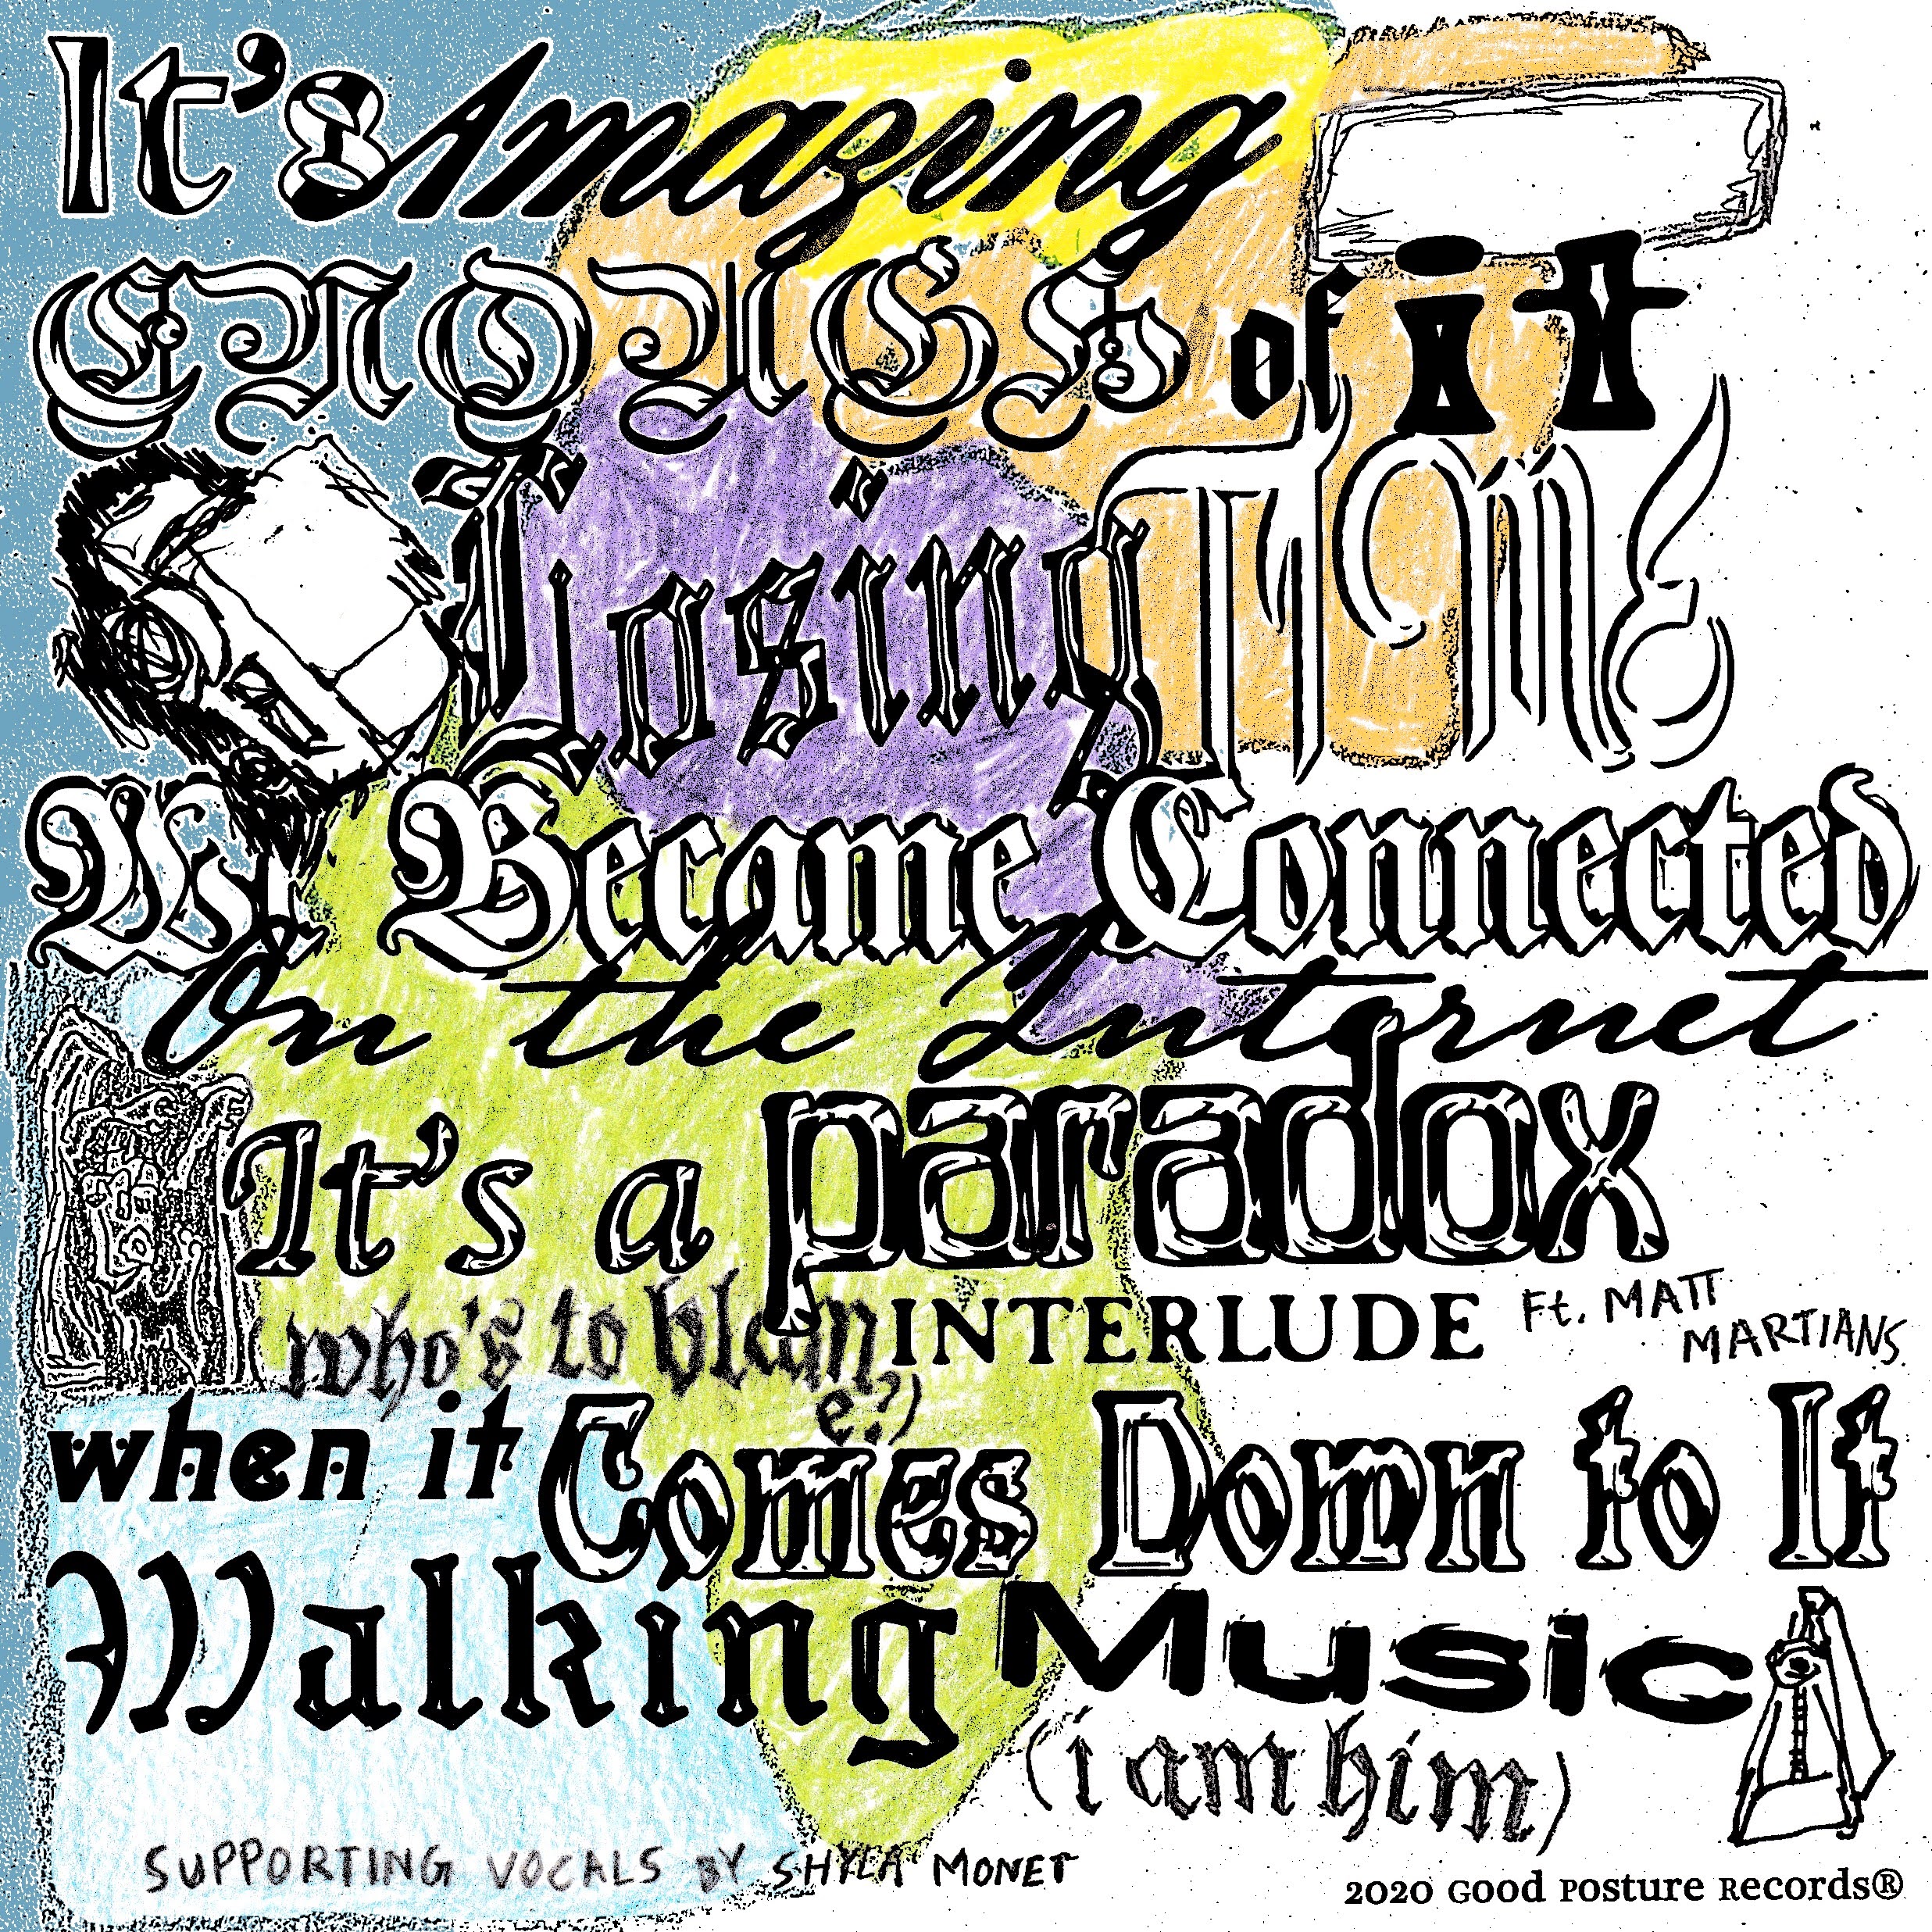 It's Amazing
ENOUGH of it
Losing TIME
We Became Connected
On the Internet
It's a paradox
(who's to blame?) INTERLUDE Ft. MATT MARTIANS
when it Comes Down to It
Walking Music
(i am him)
SUPPORTING VOCALS BY SHYLA MONET
2020 Good Posture Records®